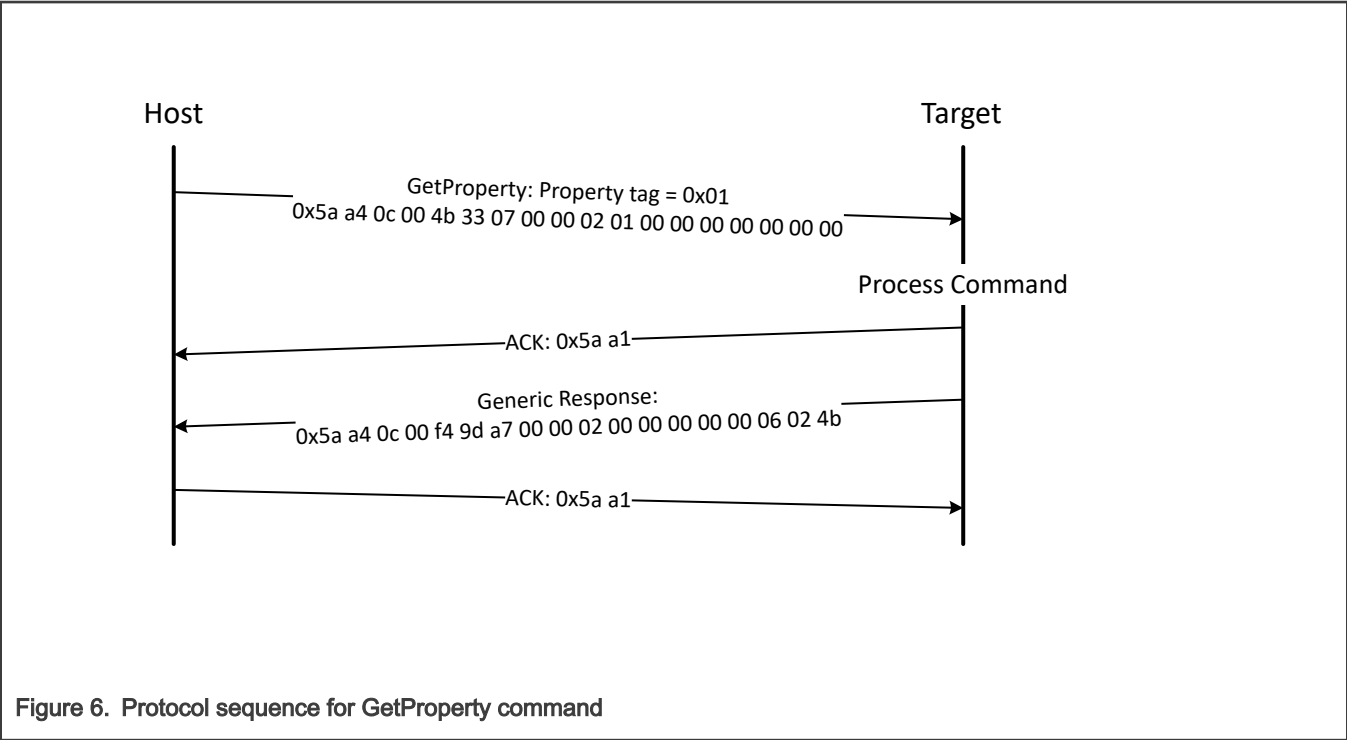 Host
Target
GetProperty: Property tag = 0x01
0x5a a4 0c 00 4b 33 07 00 00 02 01 00 00 00 00 00 00 00
Process Command
ACK: 0x5a a1
Generic Response:
0x5a a4 0c 00 f4 9d a7 00 00 02 00 00 00 00 00 06 02 4b
ACK: 0x5a a1
Figure 6. Protocol sequence for GetProperty command